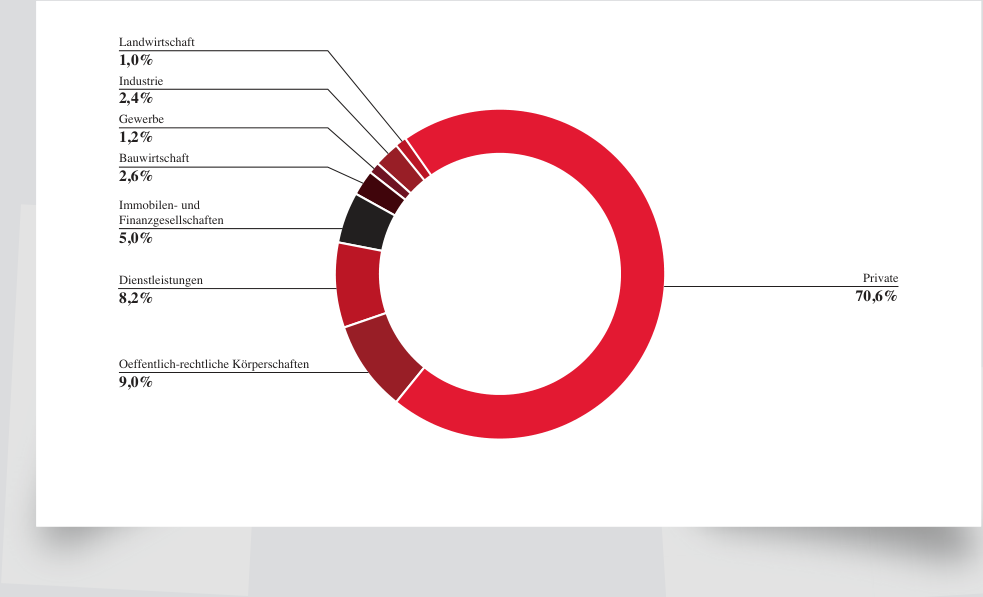 Landwirtschaft
1,0%
Industrie
2,4%
Gewerbe
1,2%
Bauwirtschaft
2,6%
Immobilen- und
Finanzgesellschaften
5,0%
Dienstleistungen
8,2%
Oeffentlich-rechtliche Körperschaften
9,0%
Private
70,6%